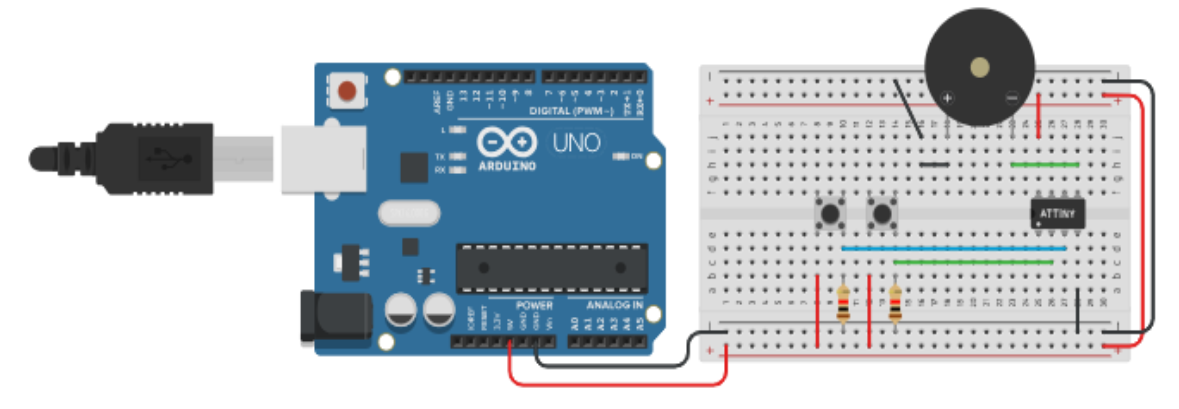 AREF
GND
13
12
~11
~10
~9
8
7
~6
~5
4
~3
2
TX→1
RX←0
DIGITAL (PWM~)
L
TX
RX
UNO
ARDUINO
ON
POWER
ANALOG IN
IOREF
RESET
3.3V
5V
GND
GND
Vin
A0
A1
A2
A3
A4
A5
+
−
ATTINY
j
i
h
g
f
e
d
c
b
a